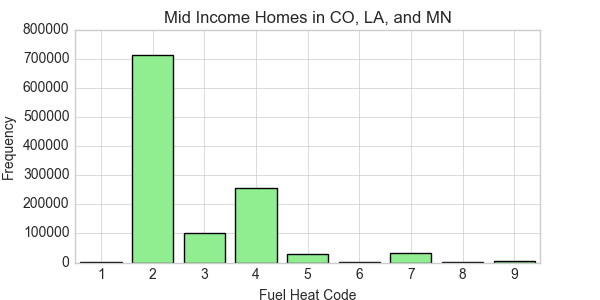 Mid Income Homes in CO, LA, and MN
800000
700000
600000
500000
400000
300000
200000
100000
0
Frequency
1 2 3 4 5 6 7 8 9
Fuel Heat Code